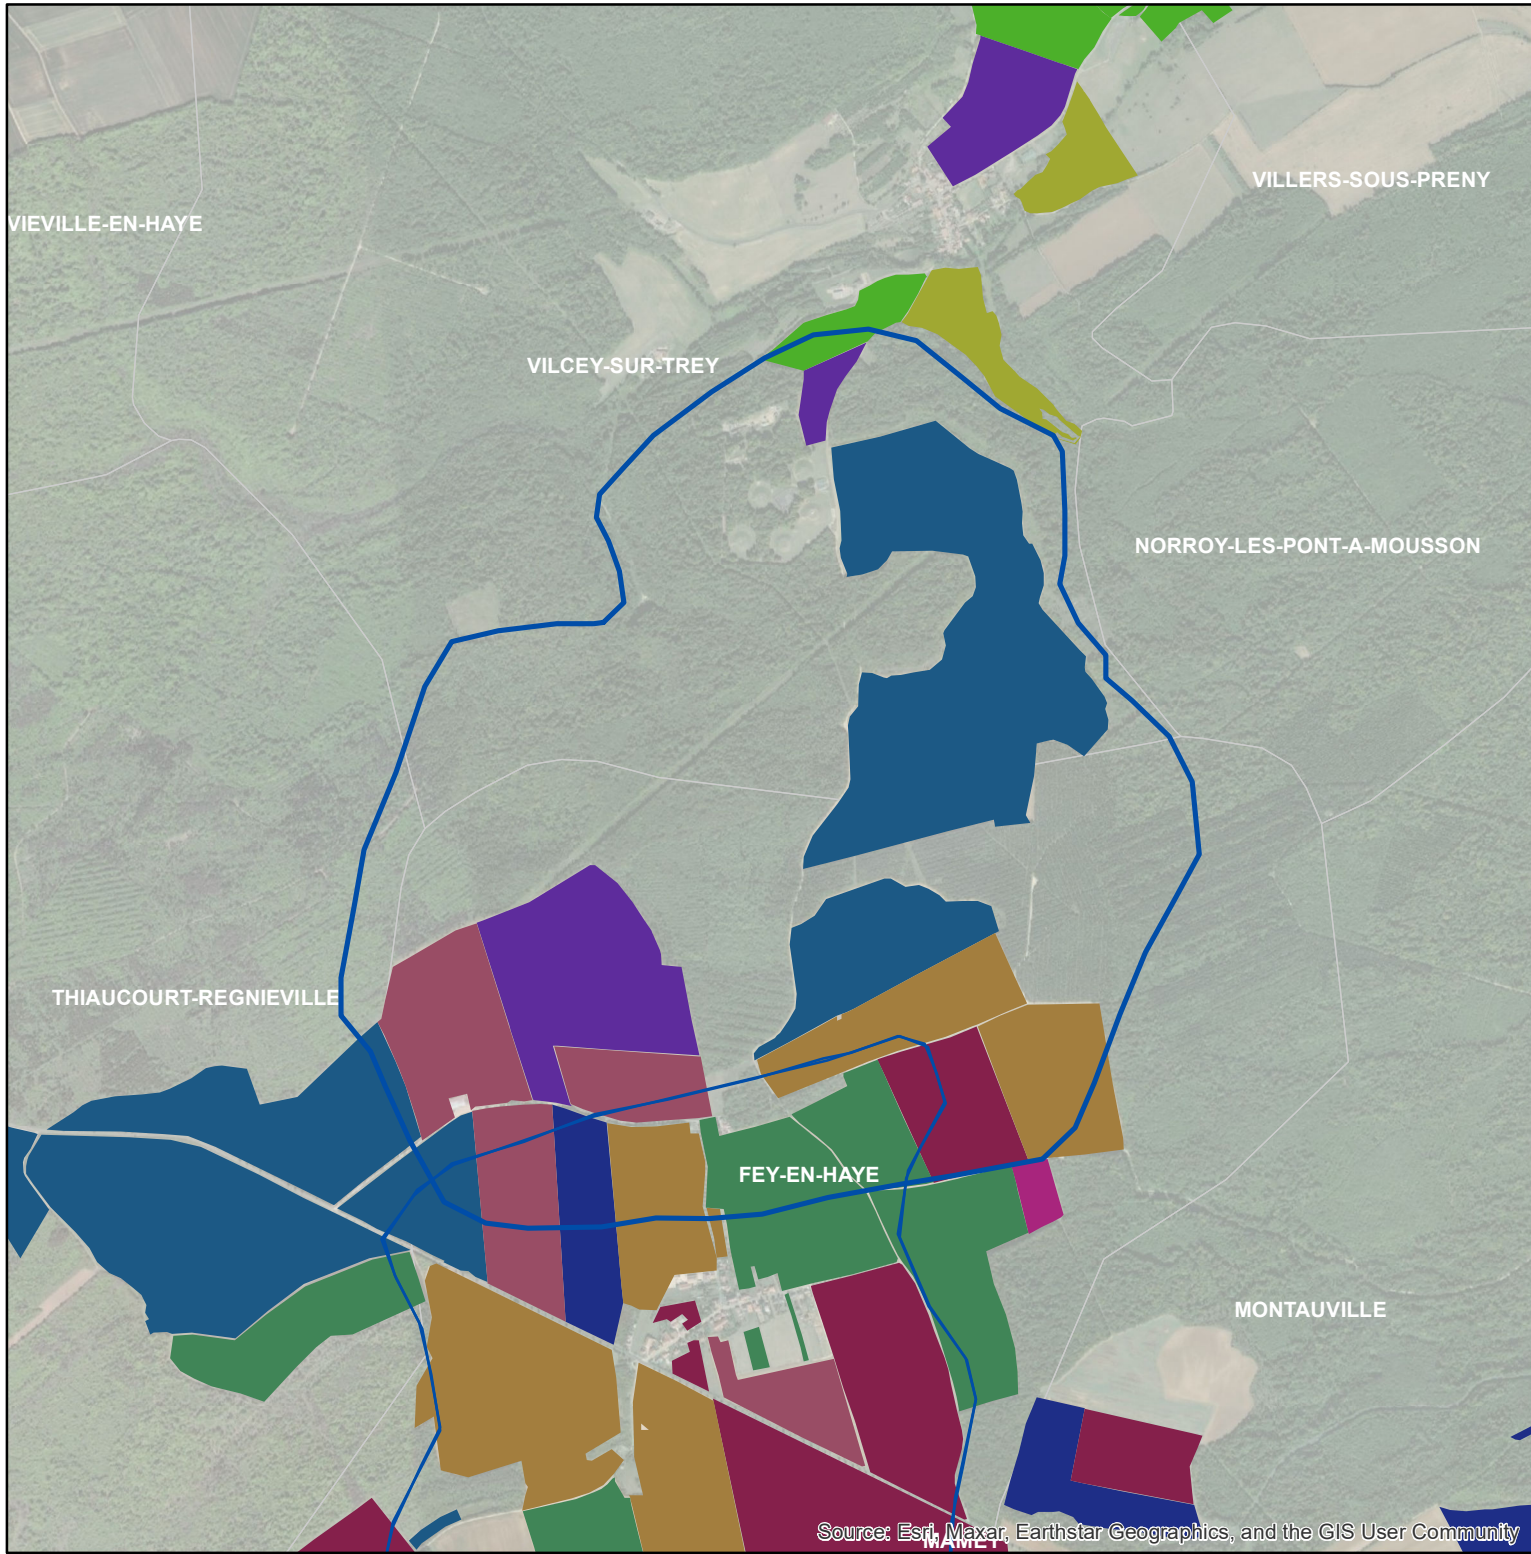 VILLERS-SOUS-PRENY
VIEVILLE-EN-HAYE
VILCEY-SUR-TREY
NORROY-LES-PONT-A-MOUSSON
THIAUCOURT-REGNIEVILLE
FEY-EN-HAYE
MONTAUVILLE
Source: Esri, Maxar, Earthstar Geographics, and the GIS User Community
MAMEY